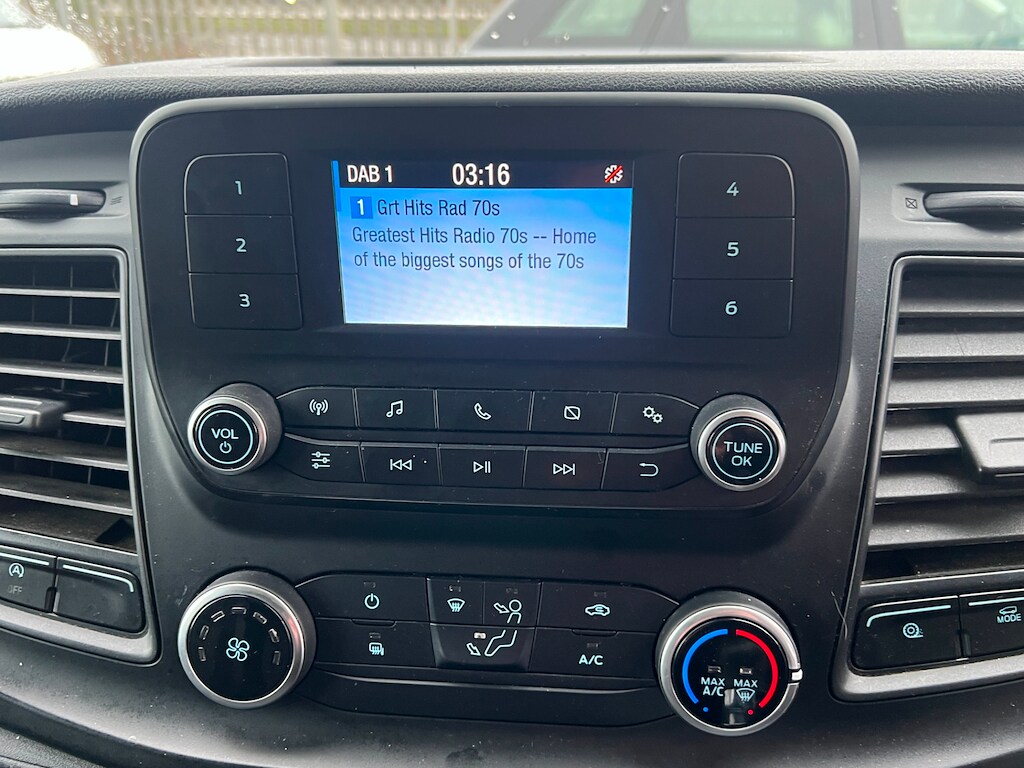 DAB 1 03:16
1 Grt Hits Rad 70s
Greatest Hits Radio 70s -- Home
of the biggest songs of the 70s
1
2
3
4
5
6
VOL
TUNE
OK
A
OFF
A/C
MAX
A/C
MAX
MODE